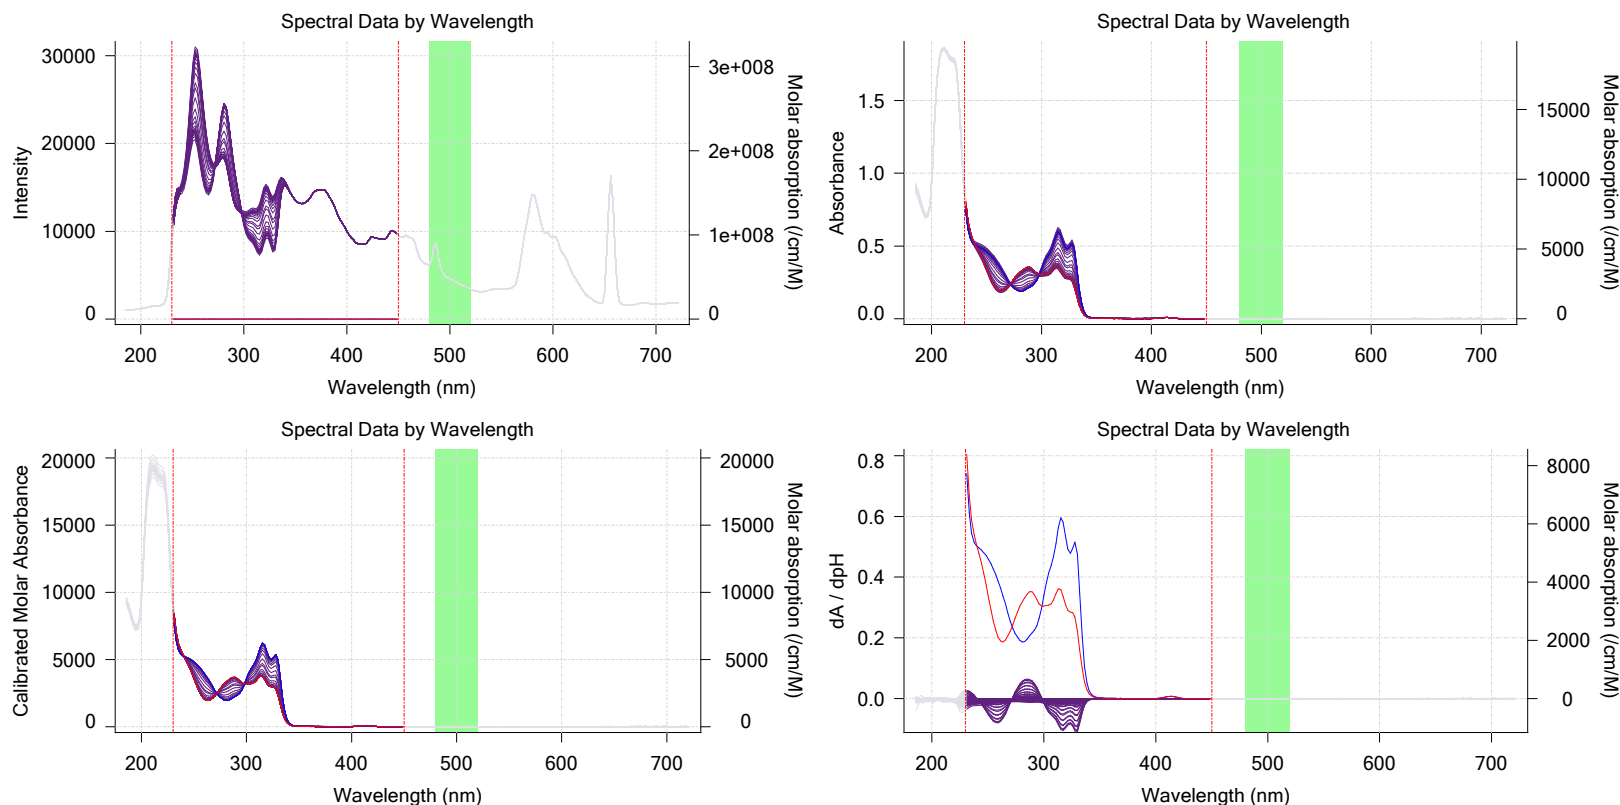 Spectral Data by Wavelength
30000
20000
10000
0
Intensity
3e+008
2e+008
1e+008
0
Molar absorption (/cm/M)
200 300 400 500 600 700
Wavelength (nm)
Spectral Data by Wavelength
1.5
1.0
0.5
0.0
Absorbance
15000
10000
5000
0
Molar absorption (/cm/M)
200 300 400 500 600 700
Wavelength (nm)
Spectral Data by Wavelength
20000
15000
10000
5000
0
Calibrated Molar Absorbance
20000
15000
10000
5000
0
Molar absorption (/cm/M)
200 300 400 500 600 700
Wavelength (nm)
Spectral Data by Wavelength
0.8
0.6
0.4
0.2
0.0
dA / dpH
8000
6000
4000
2000
0
Molar absorption (/cm/M)
200 300 400 500 600 700
Wavelength (nm)